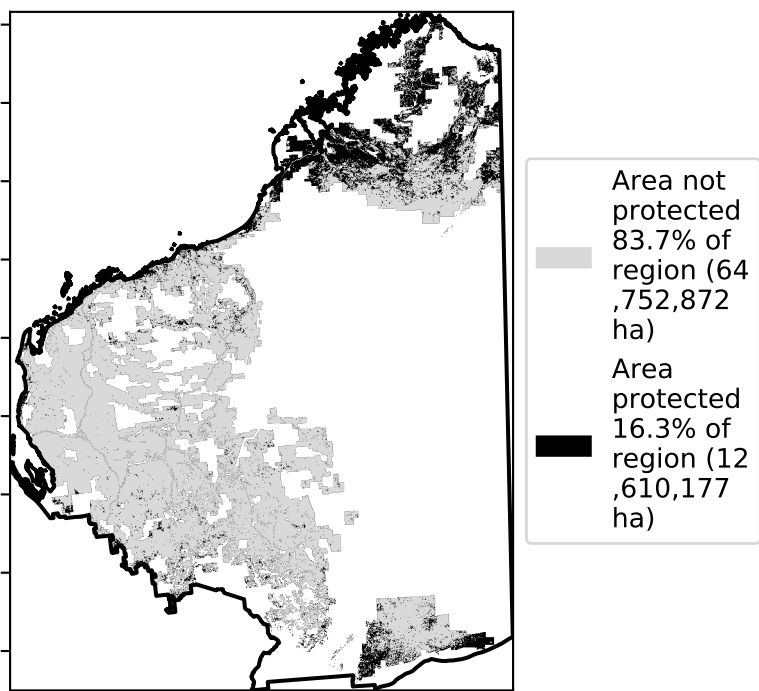 Area not
protected
83.7% of
region (64
,752,872
ha)
Area
protected
16.3% of
region (12
,610,177
ha)